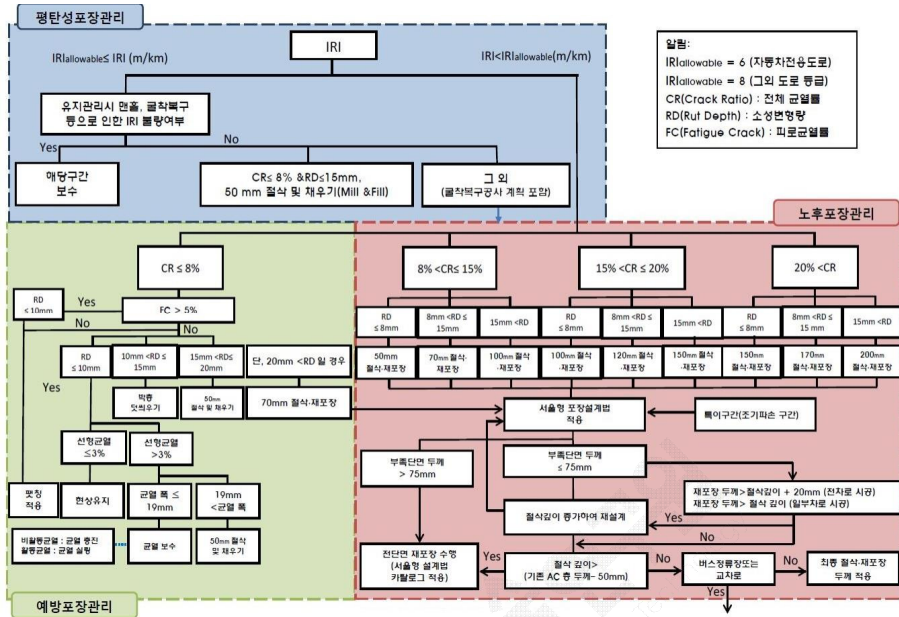 평탄성포장관리
IRIallowable≤ IRI (m/km)
IRI
IRI<IRIallowable(m/km)
알림:
IRIallowable = 6 (자동차전용도로)
IRIallowable = 8 (그외 도로 등급)
CR(Crack Ratio) : 전체 균열률
RD(Rut Depth) : 소성변형량
FC(Fatigue Crack) : 피로균열률
유지관리시 맨홀, 굴착복구
등으로 인한 IRI 불량여부
Yes
No
해당구간
보수
CR≤ 8% &RD≤15mm,
50 mm 절삭 및 채우기(Mill &Fill)
그 외
(굴착복구공사 계획 포함)
노후포장관리
CR ≤ 8%
8% <CR≤ 15%
15% <CR ≤ 20%
20% <CR
RD
≤ 10mm
Yes
FC > 5%
No
No
RD
≤ 8mm
8mm <RD ≤
15mm
15mm <RD
RD
≤ 8mm
8mm <RD ≤
15mm
15mm <RD
RD
≤ 8mm
8mm <RD ≤
15 mm
15mm <RD
RD
≤ 10mm
10mm <RD ≤
15mm
15mm <RD≤
20mm
단, 20mm <RD 일 경우
50mm
절삭·재포장
70mm 절삭
·재포장
100mm 절삭
·재포장
100mm 절삭
·재포장
120mm 절삭
·재포장
150mm 절삭
·재포장
150mm
절삭·재포장
170mm
절삭·재포장
200mm
절삭·재포장
Yes
박층
덧씌우기
50mm
절삭 및 채우기
70mm 절삭·재포장
서울형 포장설계법
적용
특이구간(조기파손 구간)
선형균열
≤3%
선형균열
>3%
부족단면 두께
> 75mm
부족단면 두께
≤ 75mm
팻칭
적용
현상유지
균열 폭 ≤
19mm
19mm
<균열 폭
재포장 두께>절삭깊이 + 20mm (전차로 시공)
재포장 두께> 절삭 깊이 (일부차로 시공)
절삭깊이 증가하여 재설계
Yes
No
비활동균열 : 균열 충진
활동균열 : 균열 실링
균열 보수
50mm 절삭
및 채우기
전단면 재포장 수행
(서울형 설계법
카탈로그 적용)
Yes
절삭 깊이>
(기존 AC 층 두께– 50mm)
No
버스정류장또는
교차로
No
최종 절삭·재포장
두께 적용
Yes
예방포장관리